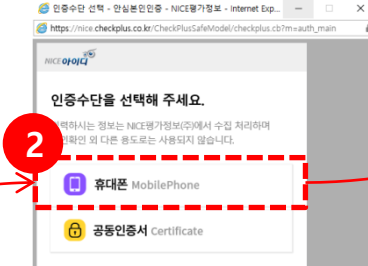 인증수단 선택 - 안심본인인증 - NICE평가정보 - Internet Exp...
https://nice.checkplus.co.kr/CheckPlusSafeModel/checkplus.cb?m=auth_main
NICE 아이디
인증수단을 선택해 주세요.
력하시는 정보는 NICE평가정보(주)에서 수집 처리하며
인확인 외 다른 용도로는 사용되지 않습니다.
2
휴대폰 MobilePhone
공동인증서 Certificate